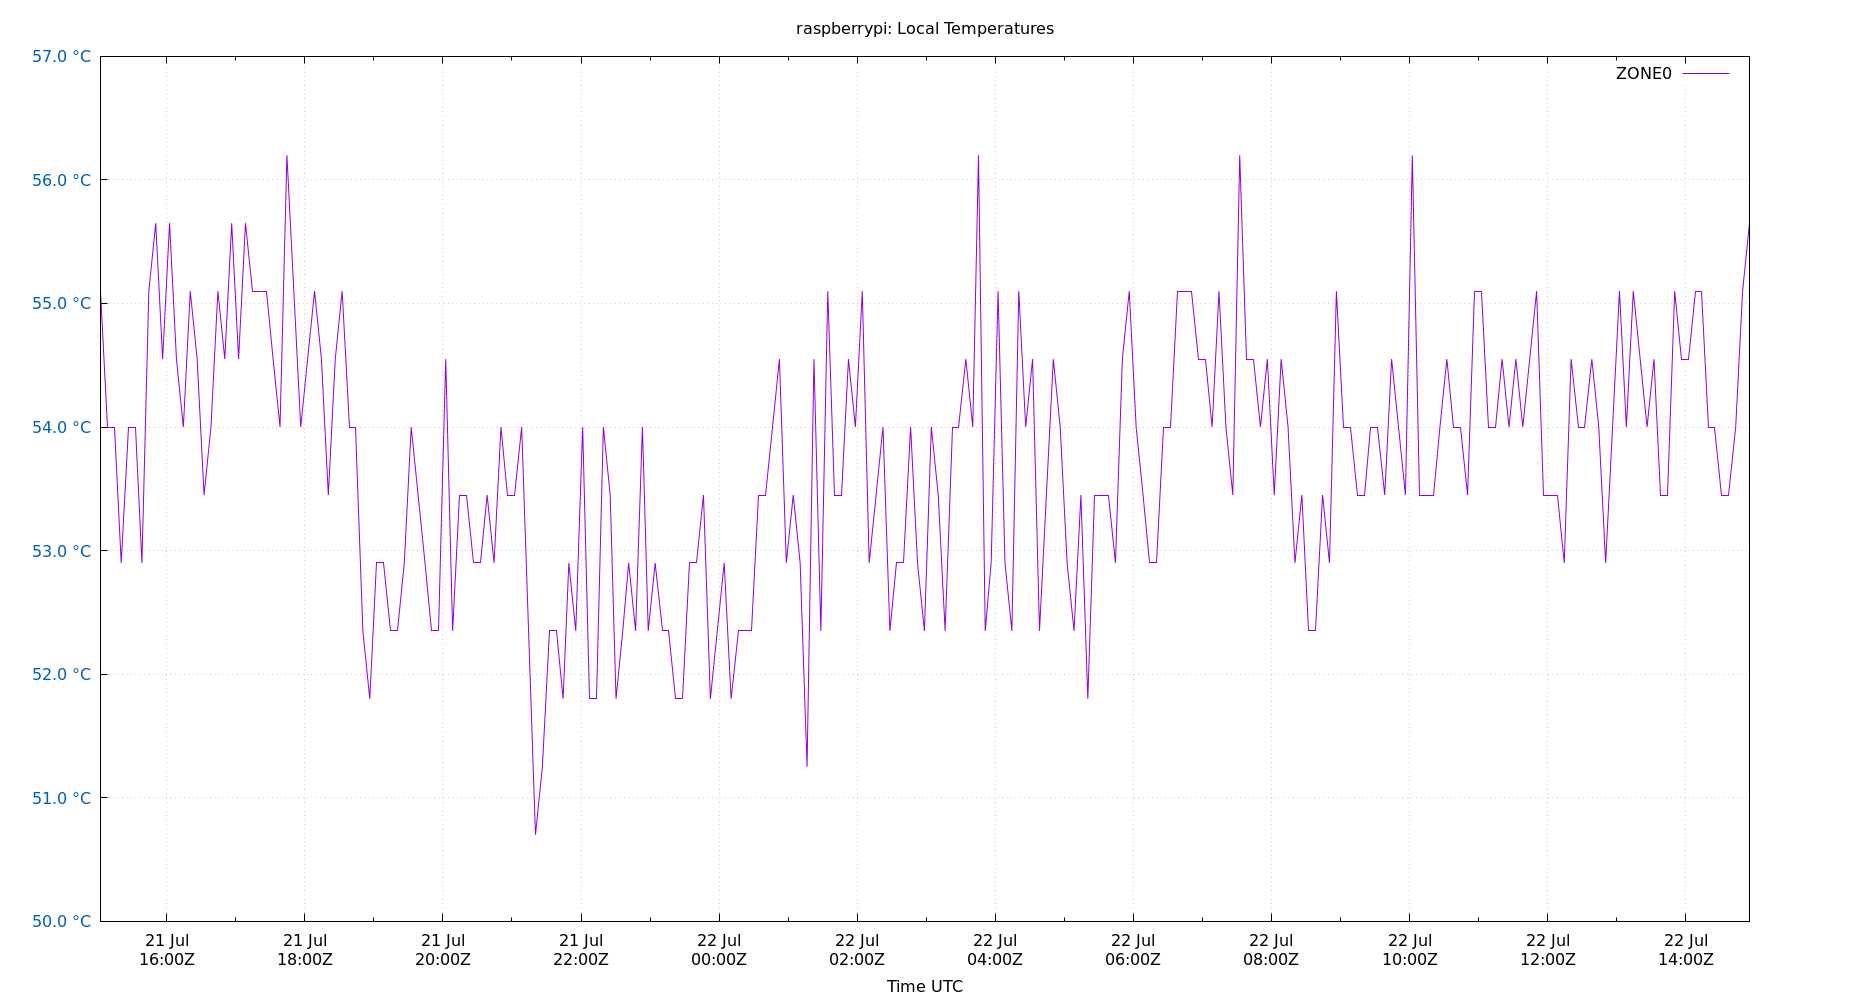 raspberrypi: Local Temperatures
57.0 °C
ZONE0
56.0 °C
55.0 °C
54.0 °C
53.0 °C
52.0 °C
51.0 °C
50.0 °C
21 Jul 21 Jul 21 Jul 21 Jul 22 Jul 22 Jul 22 Jul 22 Jul 22 Jul 22 Jul 22 Jul 22 Jul
16:00Z 18:00Z 20:00Z 22:00Z 00:00Z 02:00Z 04:00Z 06:00Z 08:00Z 10:00Z 12:00Z 14:00Z
Time UTC